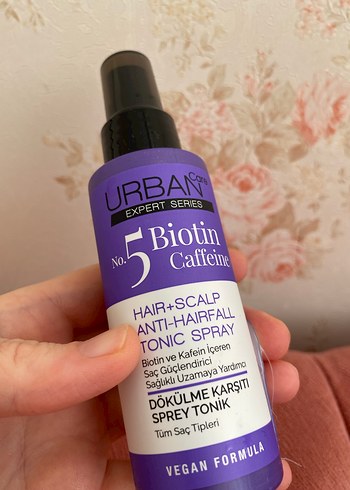 URBAN Care
EXPERT SERIES
No. 5 Biotin
Caffeine
HAIR+SCALP
ANTI-HAIRFALL
TONIC SPRAY
Biotin ve Kafein İçeren
Saç Güçlendirici
Sağlıklı Uzamaya Yardımcı
DÖKÜLME KARŞITI
SPREY TONİK
Tüm Saç Tipleri
VEGAN FORMULA